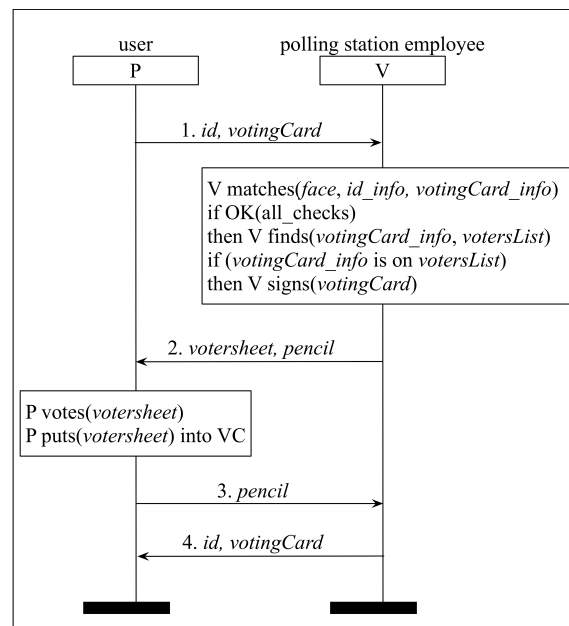 user
polling station employee
P
V
1. id, votingCard
V matches(face, id_info, votingCard_info)
if OK(all_checks)
then V finds(votingCard_info, votersList)
if (votingCard_info is on votersList)
then V signs(votingCard)
2. votersheet, pencil
P votes(votersheet)
P puts(votersheet) into VC
3. pencil
4. id, votingCard